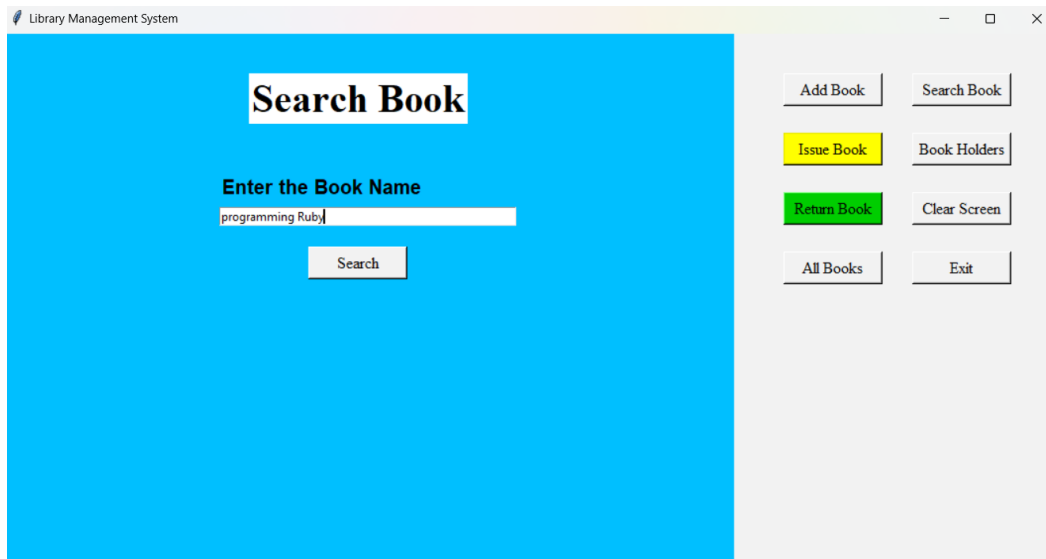 Library Management System
Search Book
Enter the Book Name
programming Ruby
Search
Add Book
Search Book
Issue Book
Book Holders
Return Book
Clear Screen
All Books
Exit